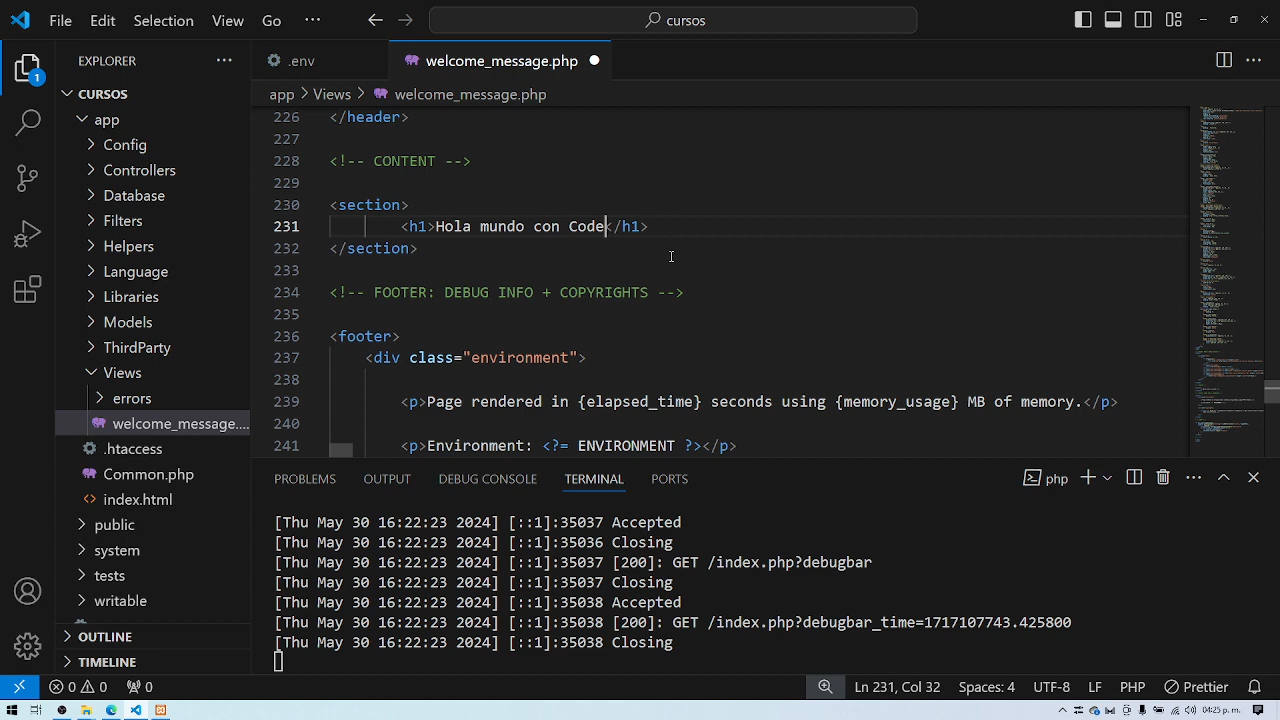 File Edit Selection View Go ··· cursos
EXPLORER ···
.env welcome_message.php
app > Views > welcome_message.php
CURSOS
app
Config
Controllers
Database
Filters
Helpers
Language
Libraries
Models
ThirdParty
Views
errors
welcome_message....
.htaccess
Common.php
index.html
public
system
tests
writable
OUTLINE
TIMELINE
1
226 </header>
227
228 <!-- CONTENT -->
229
230 <section>
231 <h1>Hola mundo con Code</h1>
232 </section>
233
234 <!-- FOOTER: DEBUG INFO + COPYRIGHTS -->
235
236 <footer>
237 <div class="environment">
238
239 <p>Page rendered in {elapsed_time} seconds using {memory_usage} MB of memory.</p>
240
241 <p>Environment: <?= ENVIRONMENT ?></p>
PROBLEMS OUTPUT DEBUG CONSOLE TERMINAL PORTS php
[Thu May 30 16:22:23 2024] [::1]:35037 Accepted
[Thu May 30 16:22:23 2024] [::1]:35036 Closing
[Thu May 30 16:22:23 2024] [::1]:35037 [200]: GET /index.php?debugbar
[Thu May 30 16:22:23 2024] [::1]:35037 Closing
[Thu May 30 16:22:23 2024] [::1]:35038 Accepted
[Thu May 30 16:22:23 2024] [::1]:35038 [200]: GET /index.php?debugbar_time=1717107743.425800
[Thu May 30 16:22:23 2024] [::1]:35038 Closing
0 0 0 Ln 231, Col 32 Spaces: 4 UTF-8 LF PHP Prettier
04:25 p. m.